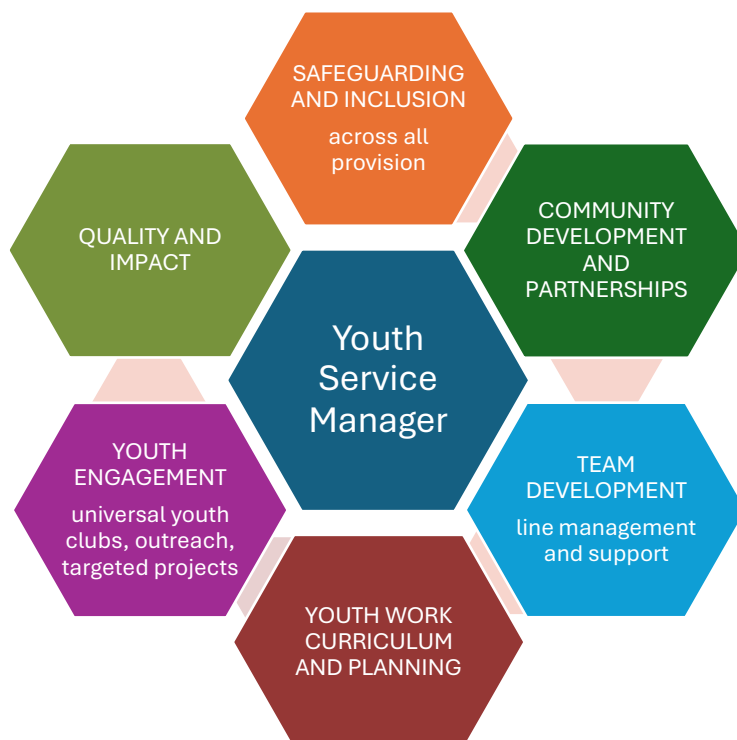 SAFEGUARDING
AND INCLUSION
across all
provision
COMMUNITY
DEVELOPMENT
AND
PARTNERSHIPS
TEAM
DEVELOPMENT
line management
and support
YOUTH WORK
CURRICULUM
AND PLANNING
YOUTH
ENGAGEMENT
universal youth
clubs, outreach,
targeted projects
QUALITY AND
IMPACT
Youth
Service
Manager